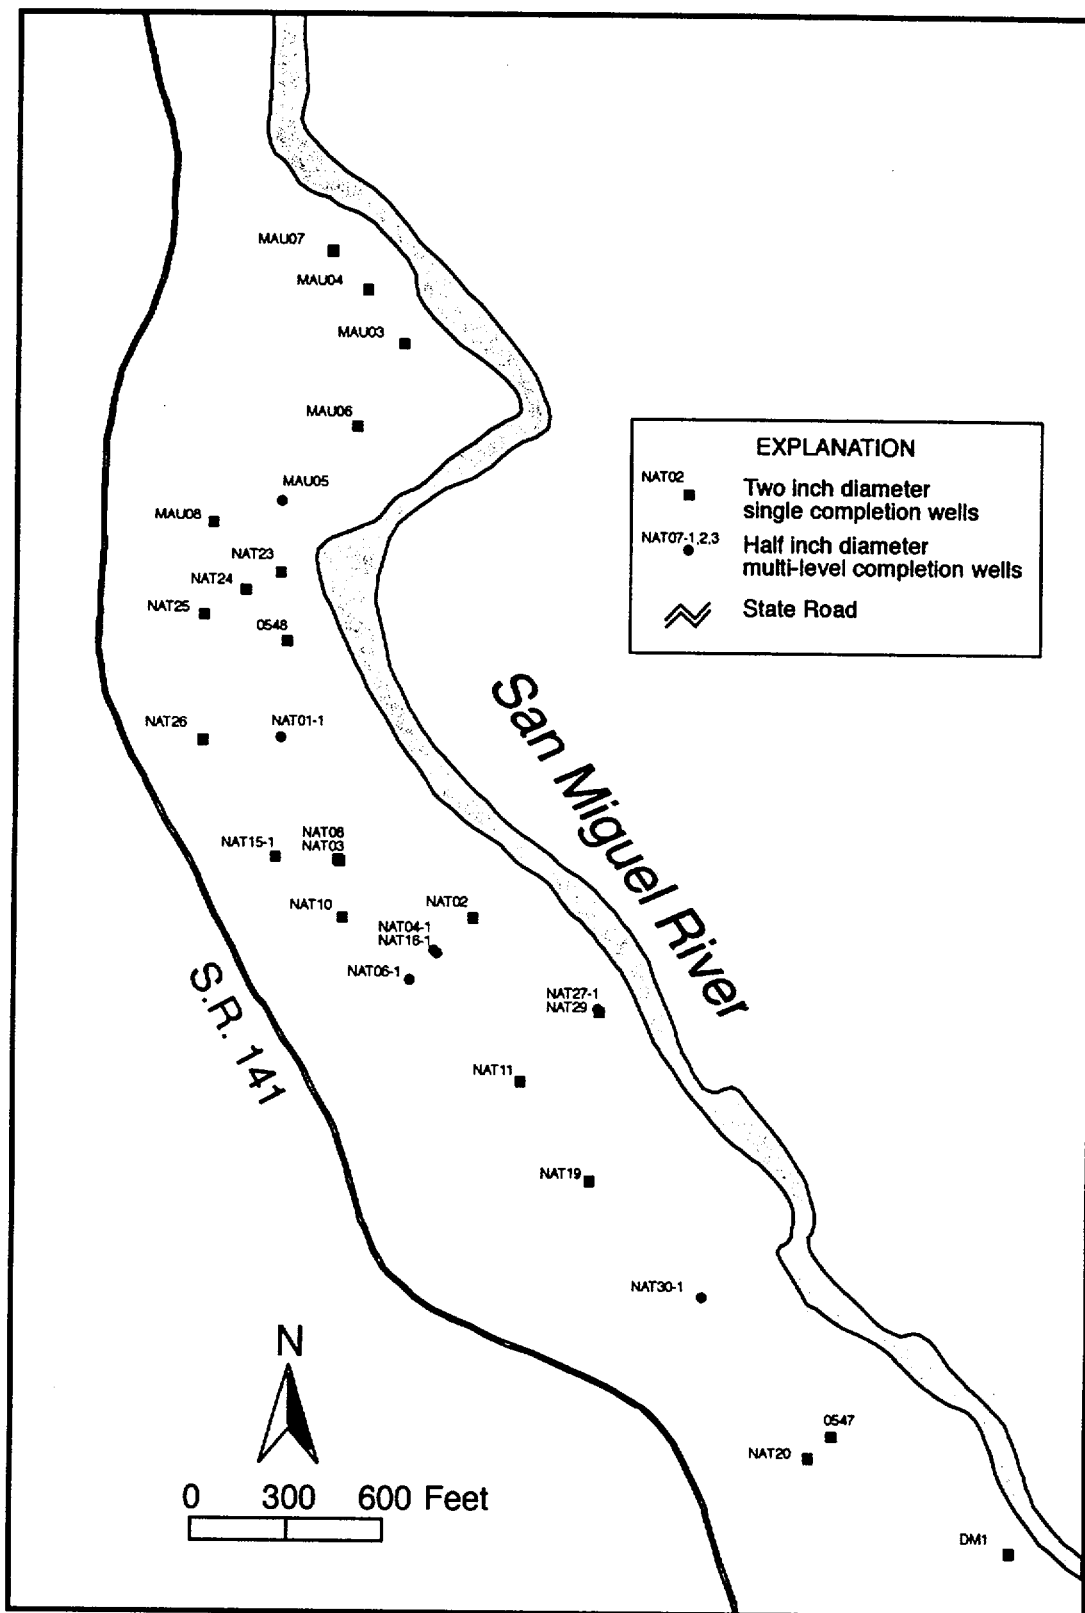 MAU07
MAU04
MAU03
MAU06
MAU05
MAU08
NAT23
NAT24
NAT25
0548
NAT26
NAT01-1
NAT15-1
NAT08
NAT03
NAT10
NAT02
NAT04-1
NAT16-1
NAT06-1
NAT27-1
NAT29
NAT11
NAT19
NAT30-1
0547
NAT20
DM1
EXPLANATION
NAT02
Two inch diameter
single completion wells
NAT07-1,2,3
Half inch diameter
multi-level completion wells
State Road
San Miguel River
S.R. 141
N
0 300 600 Feet